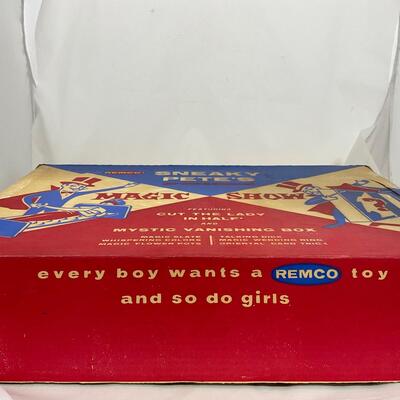 REMCO
SNEAKY
PETE'S
MAGIC SHOW
FEATURING
CUT THE LADY
IN HALF
AND
MYSTIC VANISHING BOX
MAGIC SLATE
WHISPERING COLORS
MAGIC FLOWER POTS
TALKING DICE
MAGIC WEDDING RING
ORIENTAL CARD TRICK
every boy wants a REMCO toy
and so do girls